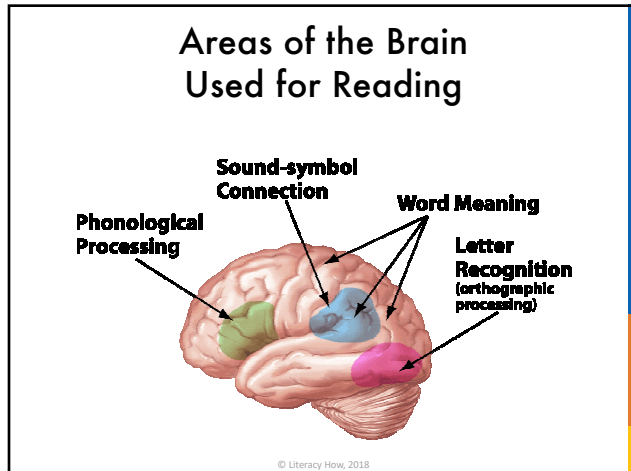 Areas of the Brain
Used for Reading
Sound-symbol
Connection
Phonological
Processing
Word Meaning
Letter
Recognition
(orthographic
processing)
© Literacy How, 2018